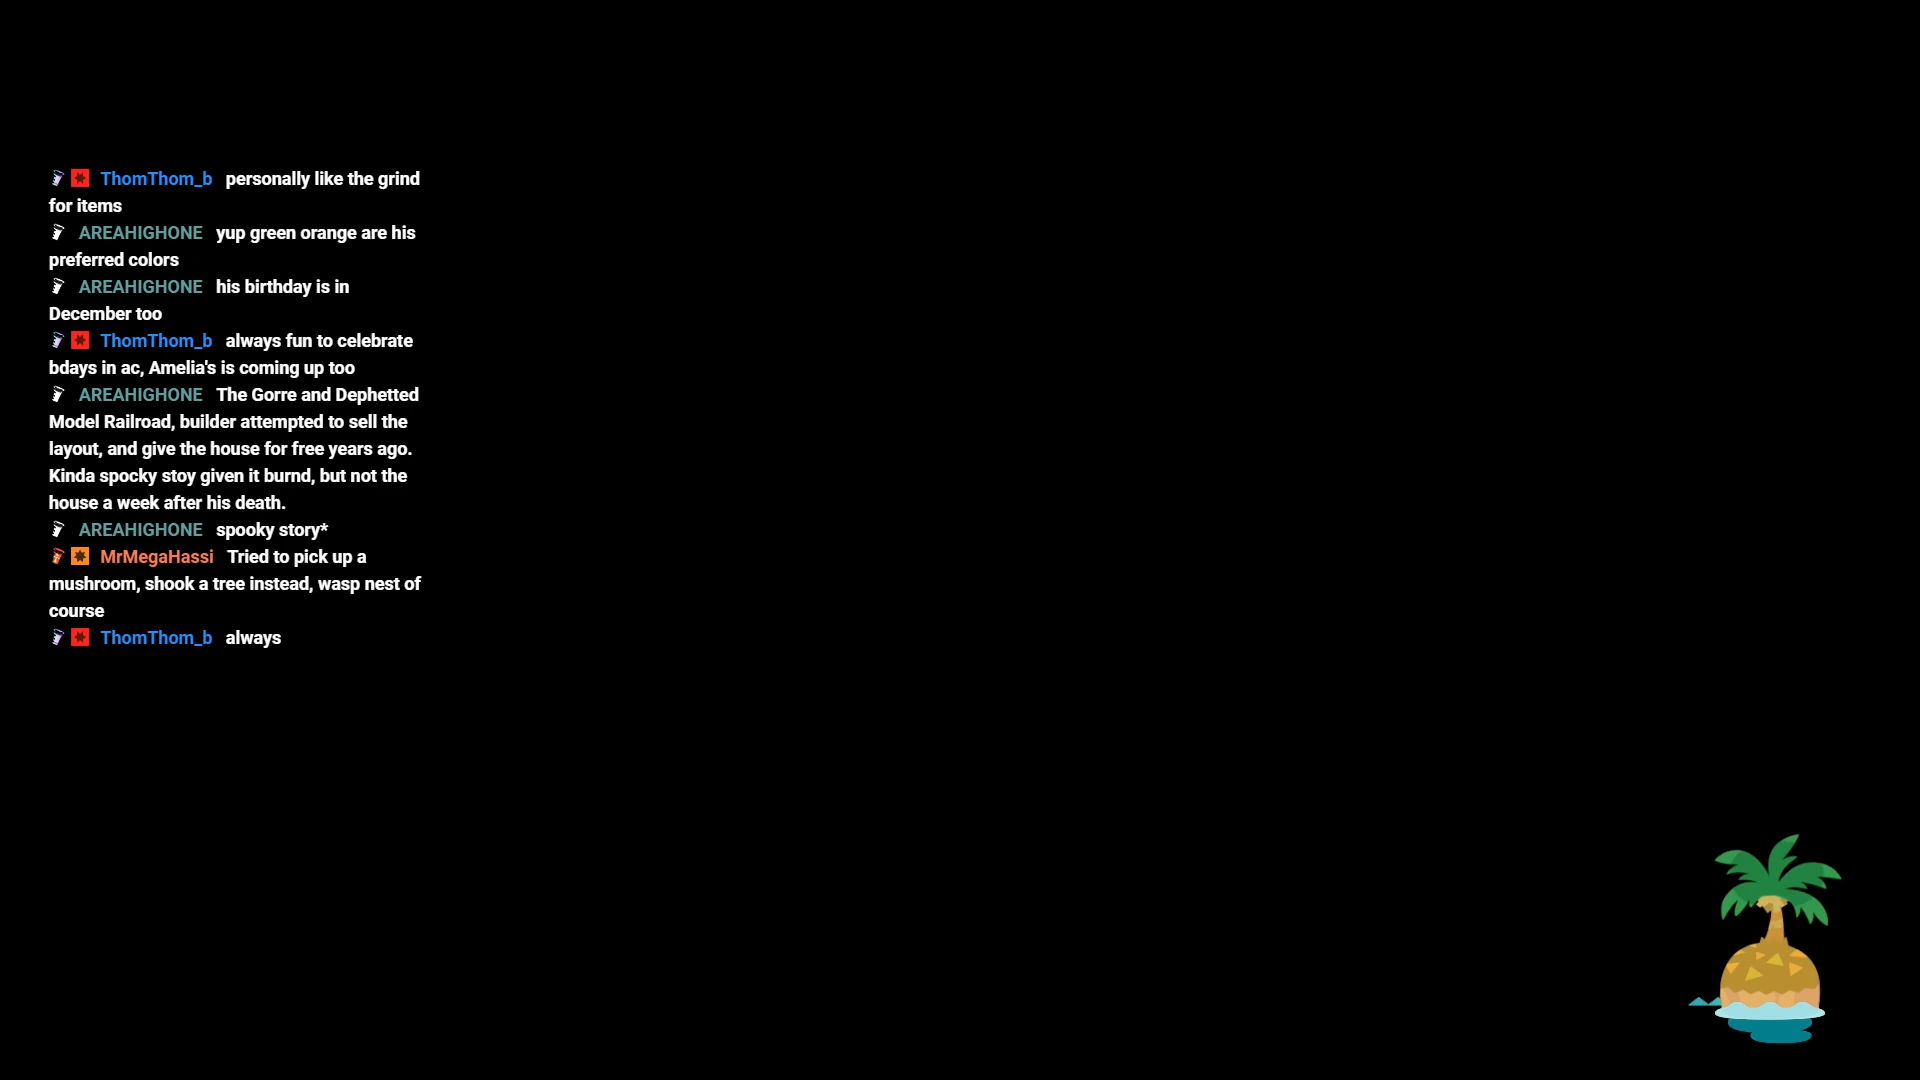 ThomThom_b personally like the grind
for items
AREAHIGHONE yup green orange are his
preferred colors
AREAHIGHONE his birthday is in
December too
ThomThom_b always fun to celebrate
bdays in ac, Amelia's is coming up too
AREAHIGHONE The Gorre and Dephetted
Model Railroad, builder attempted to sell the
layout, and give the house for free years ago.
Kinda spocky stoy given it burnd, but not the
house a week after his death.
AREAHIGHONE spooky story*
MrMegaHassi Tried to pick up a
mushroom, shook a tree instead, wasp nest of
course
ThomThom_b always